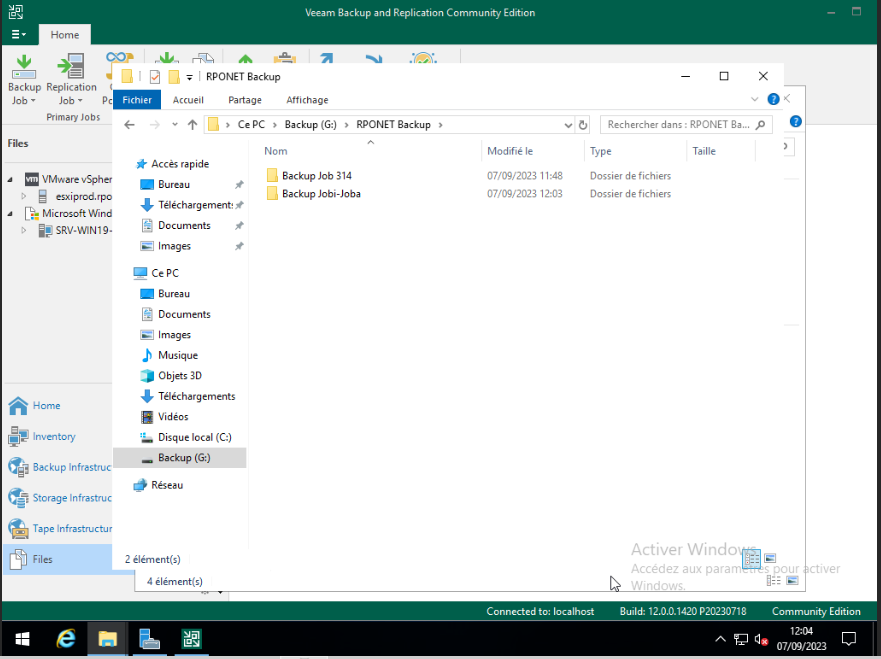 Veeam Backup and Replication Community Edition
Home
Backup Job
Replication Job
Primary Jobs
RPONET Backup
Fichier Accueil Partage Affichage
Ce PC > Backup (G:) > RPONET Backup >
Rechercher dans : RPONET Ba...
Files
VMware vSpher
esxiprod.rpo
Microsoft Wind
SRV-WIN19-
Accès rapide
Bureau
Téléchargement:
Documents
Images
Ce PC
Bureau
Documents
Images
Musique
Objets 3D
Téléchargements
Vidéos
Disque local (C:)
Backup (G:)
Réseau
Nom Modifié le Type Taille
Backup Job 314 07/09/2023 11:48 Dossier de fichiers
Backup Jobi-Joba 07/09/2023 12:03 Dossier de fichiers
Home
Inventory
Backup Infrastruc
Storage Infrastruc
Tape Infrastructur
Files
2 élément(s)
4 élément(s)
Activer Windows
Accédez aux paramètres pour activer
Windows.
Connected to: localhost Build: 12.0.0.1420 P20230718 Community Edition
12:04
07/09/2023